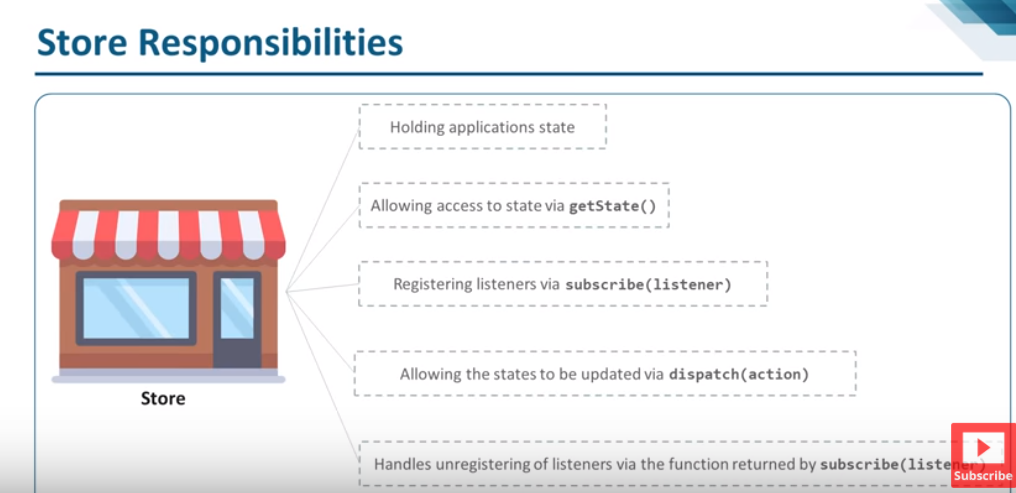 Store Responsibilities
Holding applications state
Allowing access to state via getState()
Registering listeners via subscribe(listener)
Allowing the states to be updated via dispatch(action)
Store
Handles unregistering of listeners via the function returned by subscribe(listener)
Subscribe